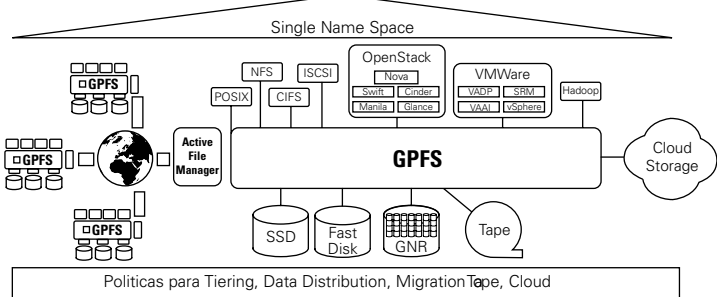 Single Name Space
OpenStack
Nova
Swift Cinder
Manila Glance
VMWare
VADP SRM
VAAI vSphere
NFS ISCSI
POSIX CIFS
Hadoop
GPFS
GPFS
GPFS
Active
File
Manager
GPFS
Cloud
Storage
SSD
Fast
Disk
GNR
Tape
Politicas para Tiering, Data Distribution, Migration Tape, Cloud